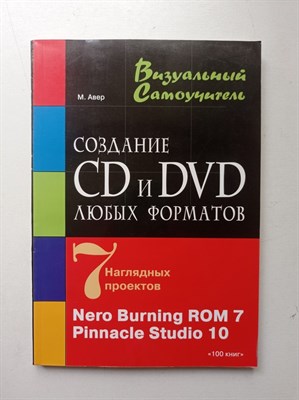 Визуальный
Самоучитель
М. Авер
СОЗДАНИЕ
CD и DVD
ЛЮБЫХ ФОРМАТОВ
7 Наглядных
проектов
Nero Burning ROM 7
Pinnacle Studio 10
«100 книг»